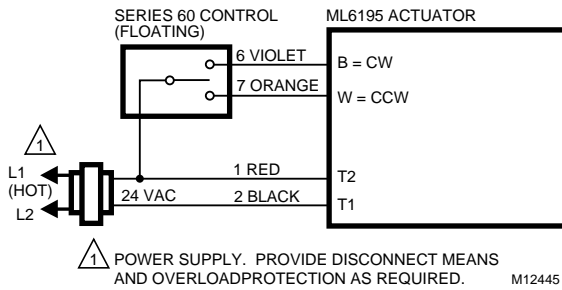 SERIES 60 CONTROL
(FLOATING)
ML6195 ACTUATOR
6 VIOLET
B = CW
7 ORANGE
W = CCW
1
L1
(HOT)
L2
1 RED
T2
24 VAC
2 BLACK
T1
1 POWER SUPPLY. PROVIDE DISCONNECT MEANS
AND OVERLOADPROTECTION AS REQUIRED.
M12445